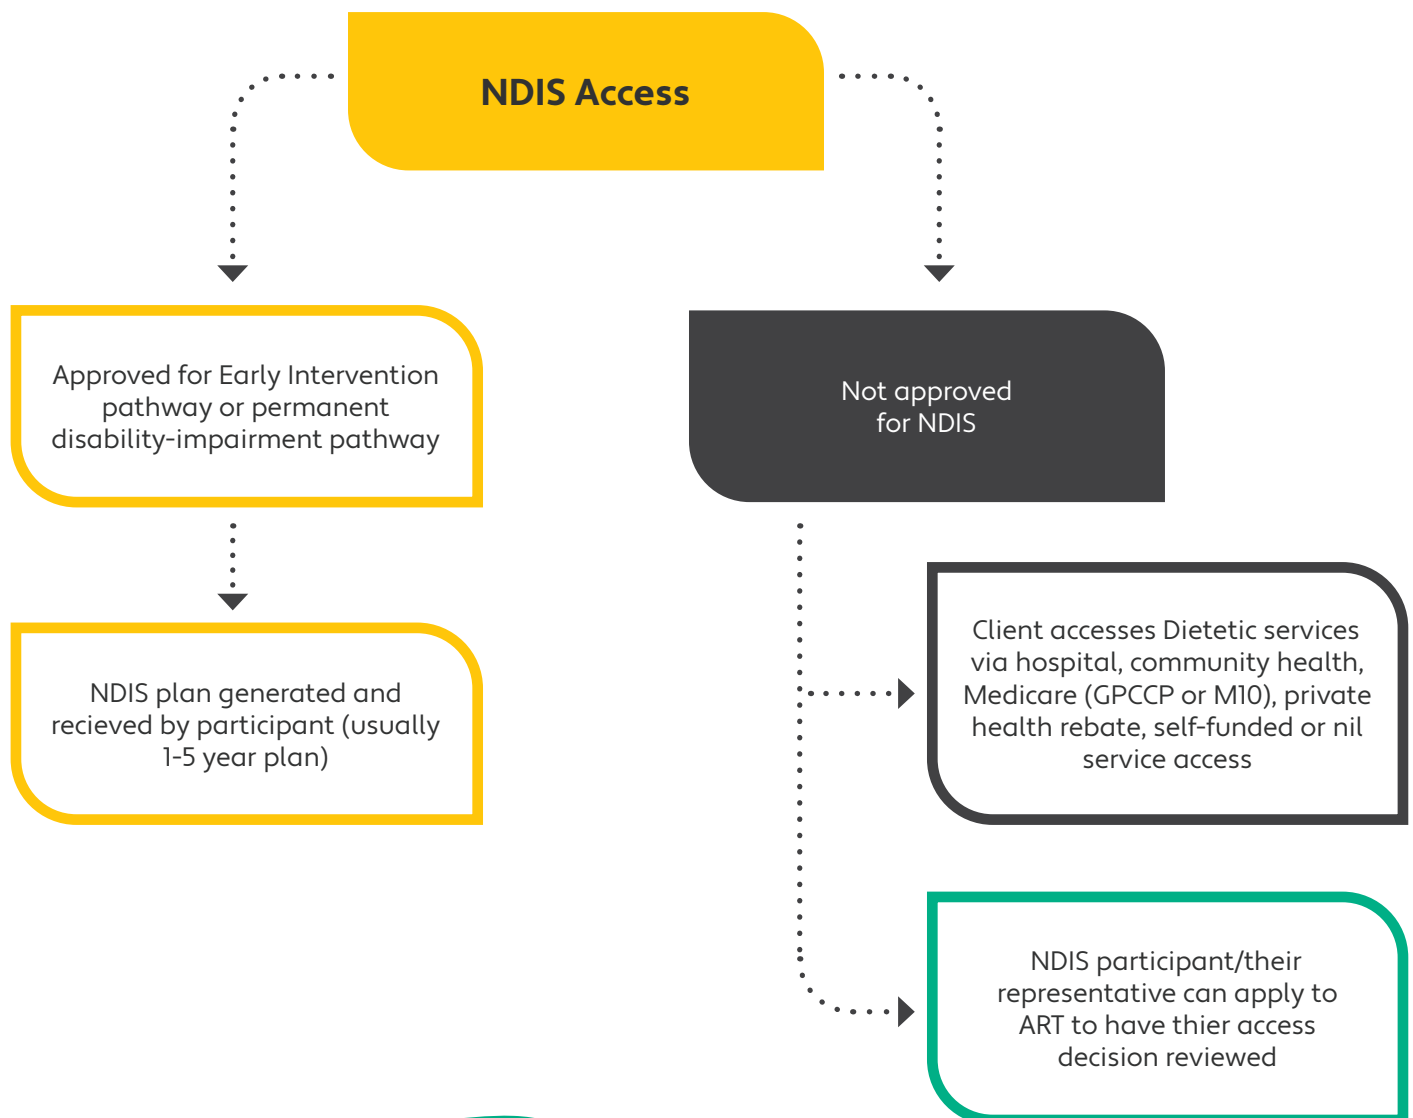 NDIS Access
Approved for Early Intervention
pathway or permanent
disability-impairment pathway
Not approved
for NDIS
NDIS plan generated and
recieved by participant (usually
1-5 year plan)
Client accesses Dietetic services
via hospital, community health,
Medicare (GPCCP or M10), private
health rebate, self-funded or nil
service access
NDIS participant/their
representative can apply to
ART to have thier access
decision reviewed